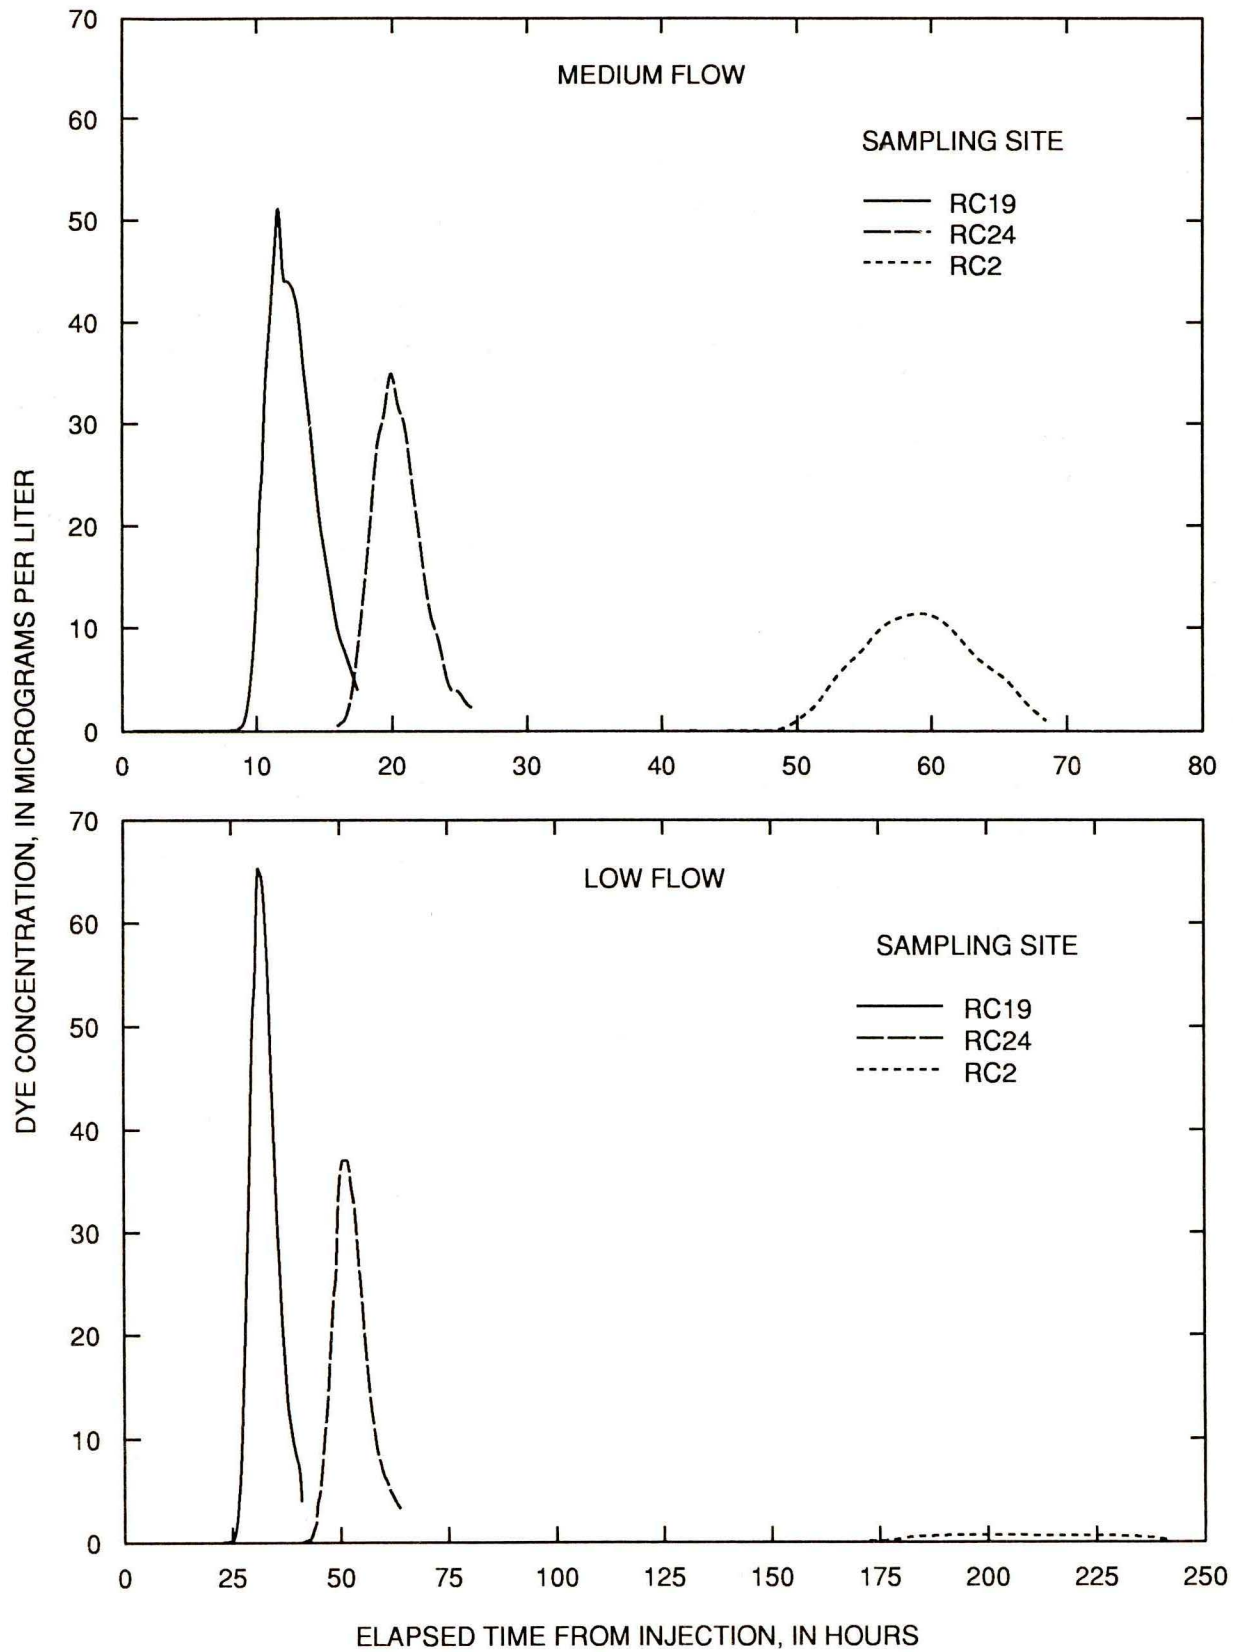 70
60
50
40
30
20
10
0
MEDIUM FLOW
SAMPLING SITE
RC19
RC24
RC2
0 10 20 30 40 50 60 70 80
DYE CONCENTRATION, IN MICROGRAMS PER LITER
70
60
50
40
30
20
10
0
LOW FLOW
SAMPLING SITE
RC19
RC24
RC2
0 25 50 75 100 125 150 175 200 225 250
ELAPSED TIME FROM INJECTION, IN HOURS